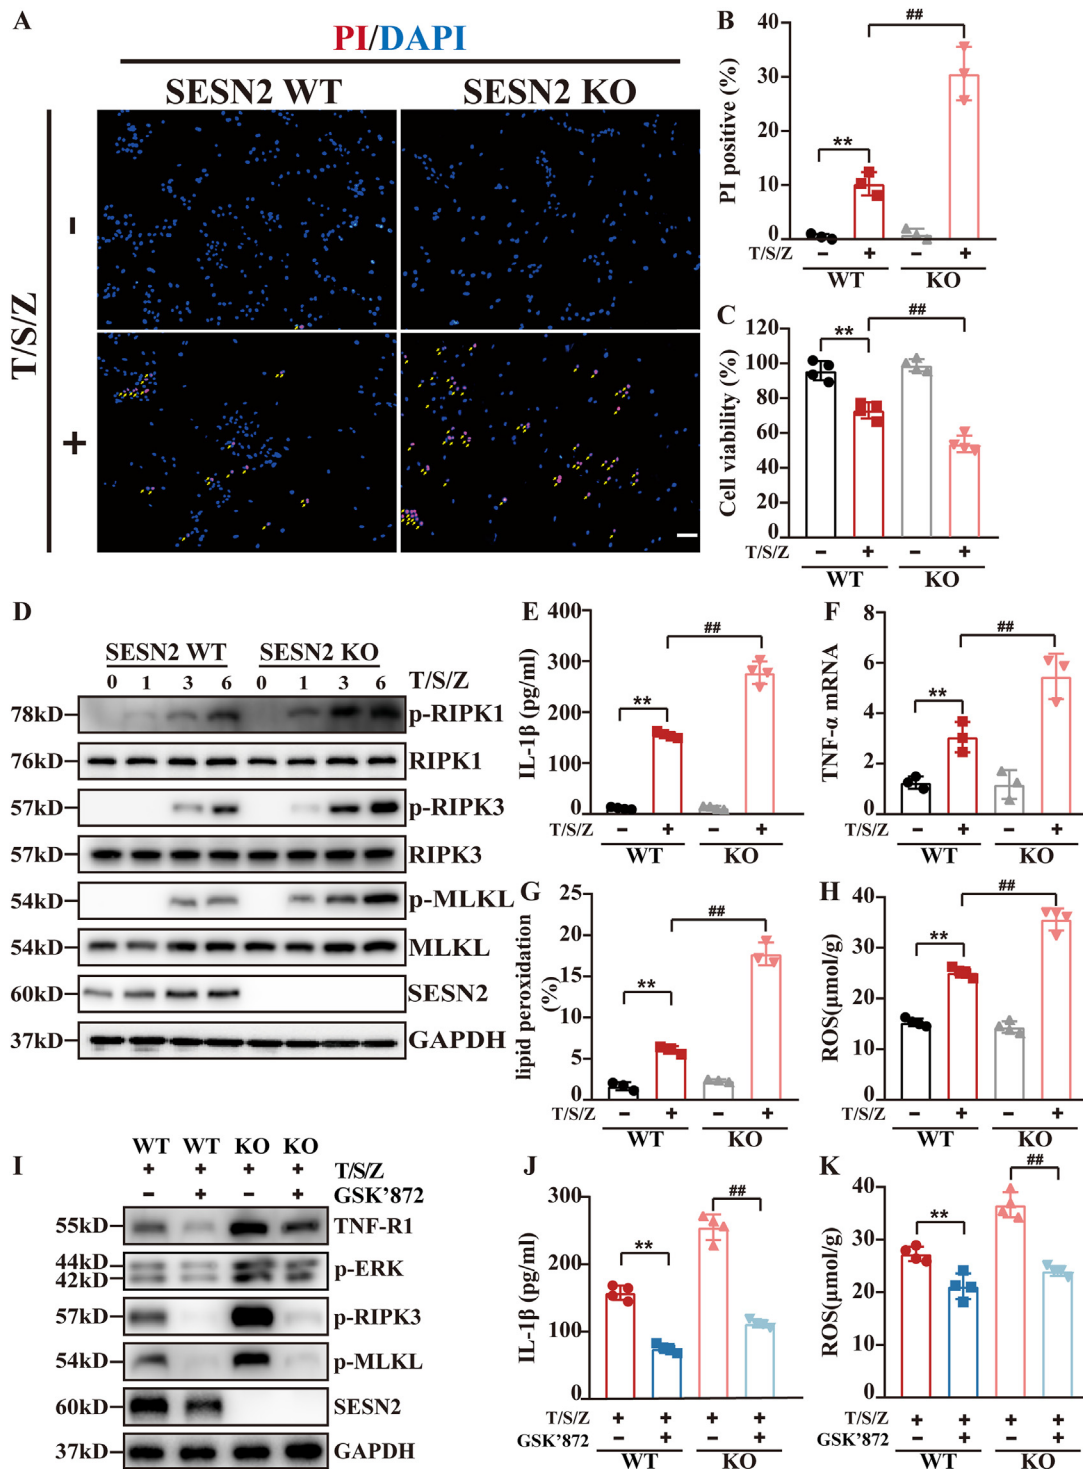 A
PI/DAPI
SESN2 WT SESN2 KO
T/S/Z
-
+
B
PI positive (%)
40
30
20
10
0
**
##
T/S/Z - + - +
WT KO
C
Cell viability (%)
120
100
80
60
40
20
0
**
##
T/S/Z - + - +
WT KO
D
SESN2 WT SESN2 KO
0 1 3 6 0 1 3 6 T/S/Z
78kD p-RIPK1
76kD RIPK1
57kD p-RIPK3
57kD RIPK3
54kD p-MLKL
54kD MLKL
60kD SESN2
37kD GAPDH
E
IL-1β (pg/ml)
400
300
200
100
0
**
##
T/S/Z - + - +
WT KO
F
TNF-α mRNA
8
6
4
2
0
**
##
T/S/Z - + - +
WT KO
G
lipid peroxidation
(%)
25
20
15
10
5
0
**
##
T/S/Z - + - +
WT KO
H
ROS(μmol/g)
40
30
20
10
0
**
##
T/S/Z - + - +
WT KO
I
WT WT KO KO
+ + + + T/S/Z
- + - + GSK'872
55kD TNF-R1
44kD
42kD p-ERK
57kD p-RIPK3
54kD p-MLKL
60kD SESN2
37kD GAPDH
J
IL-1β (pg/ml)
300
200
100
0
**
##
T/S/Z + + + +
GSK'872 - + - +
WT KO
K
ROS(μmol/g)
40
30
20
10
0
**
##
T/S/Z + + + +
GSK'872 - + - +
WT KO